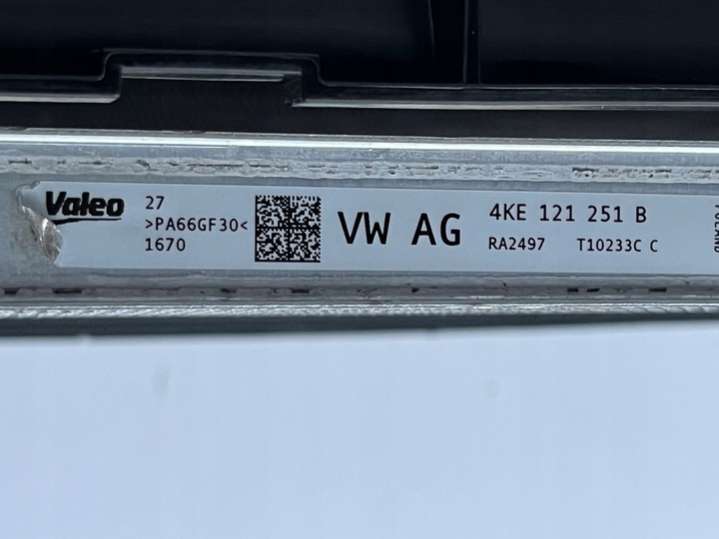 Valeo
27
>PA66GF30<
1670
VW AG
4KE 121 251 B
RA2497 T10233C C